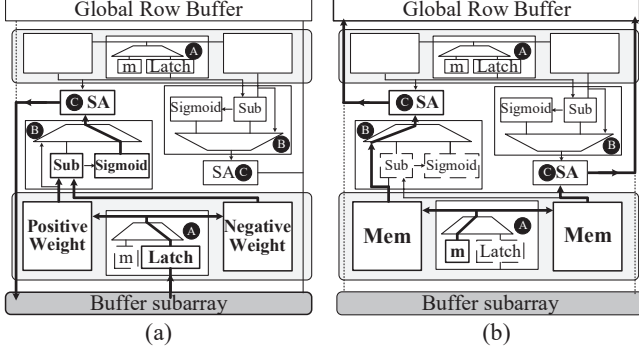 Global Row Buffer
A
m Latch
C SA
Sigmoid Sub
B
B
Sub Sigmoid
SA C
Positive Weight
Negative Weight
A
m Latch
Buffer subarray
(a)
Global Row Buffer
A
m Latch
C SA
Sigmoid Sub
B
B
Sub Sigmoid
C SA
Mem
Mem
A
m Latch
Buffer subarray
(b)